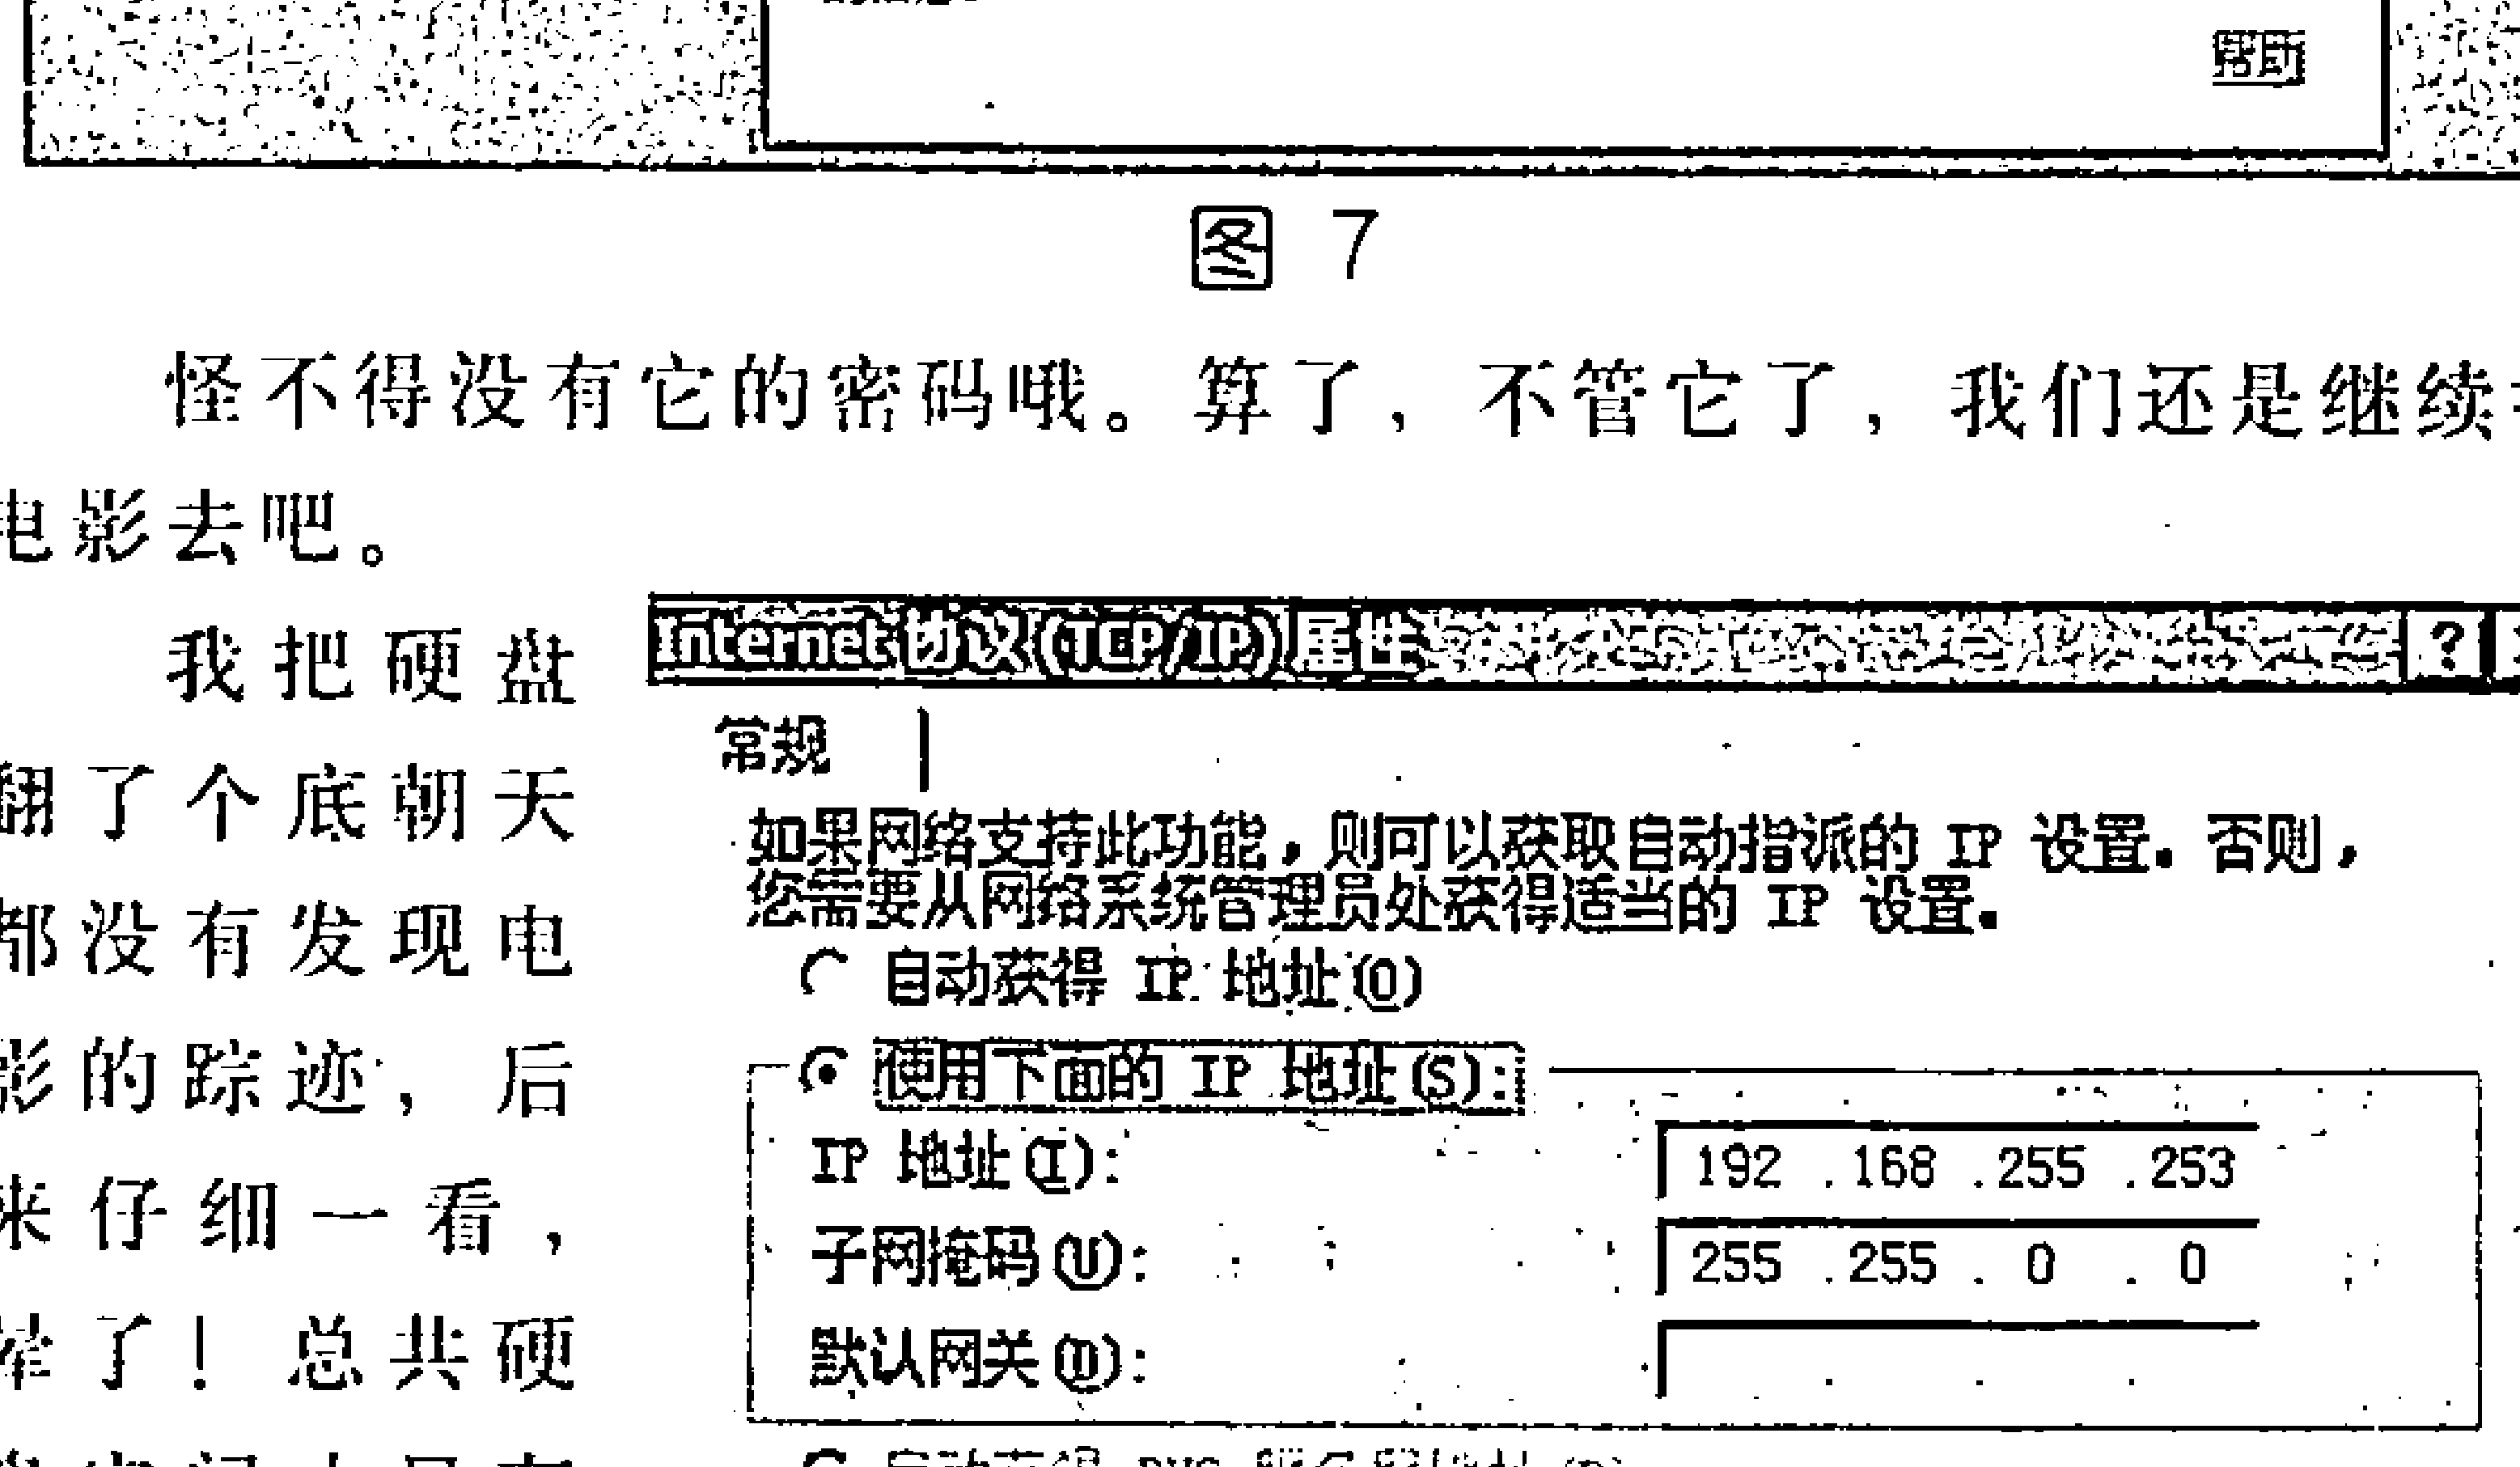 帮助
图 7
怪不得没有它的密码哦。算了，不管它了，我们还是继续
电影去吧。
我把硬盘
翻了个底朝天
都没有发现电
影的踪迹，后
来仔细一看，
晕了！总共硬
Internet 协议(TCP/IP) 属性 ?
常规
如果网络支持此功能，则可以获取自动指派的 IP 设置。否则，
您需要从网络系统管理员处获得适当的 IP 设置。
自动获得 IP 地址(O)
使用下面的 IP 地址(S):
IP 地址(I): 192 .168 .255 .253
子网掩码(U): 255 .255 . 0 . 0
默认网关(D): . . .